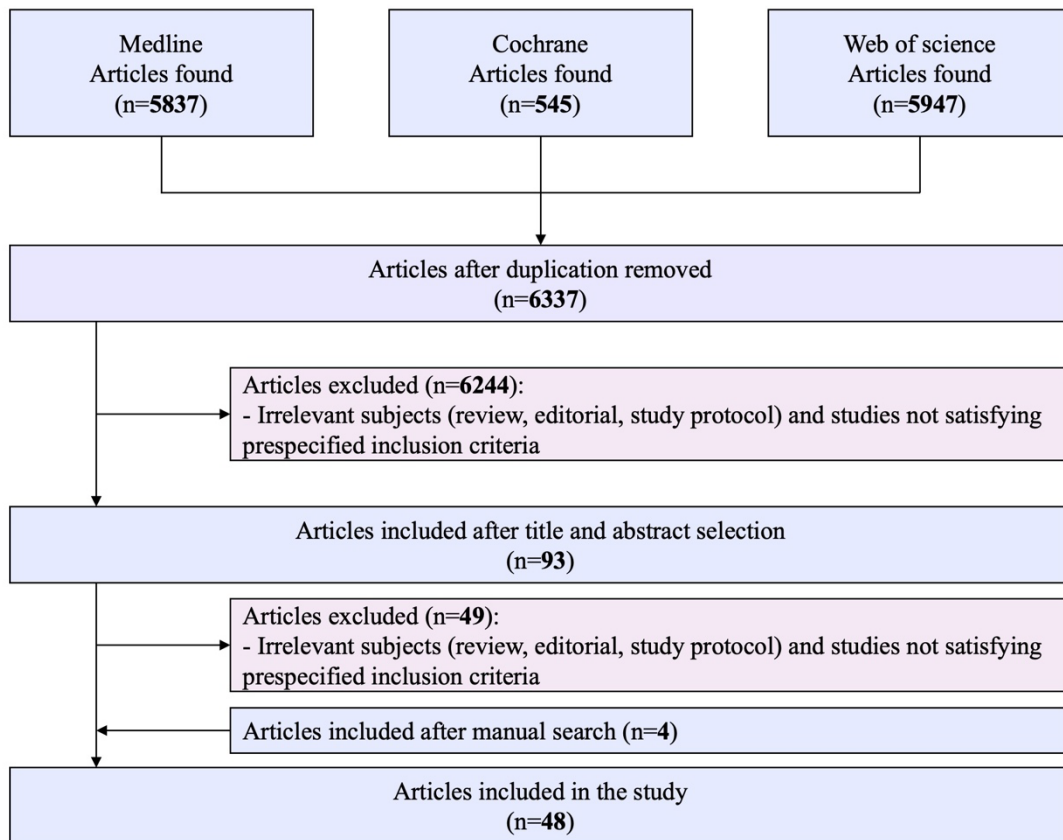 Medline
Articles found
(n=5837)
Cochrane
Articles found
(n=545)
Web of science
Articles found
(n=5947)
Articles after duplication removed
(n=6337)
Articles excluded (n=6244):
- Irrelevant subjects (review, editorial, study protocol) and studies not satisfying
prespecified inclusion criteria
Articles included after title and abstract selection
(n=93)
Articles excluded (n=49):
- Irrelevant subjects (review, editorial, study protocol) and studies not satisfying
prespecified inclusion criteria
Articles included after manual search (n=4)
Articles included in the study
(n=48)